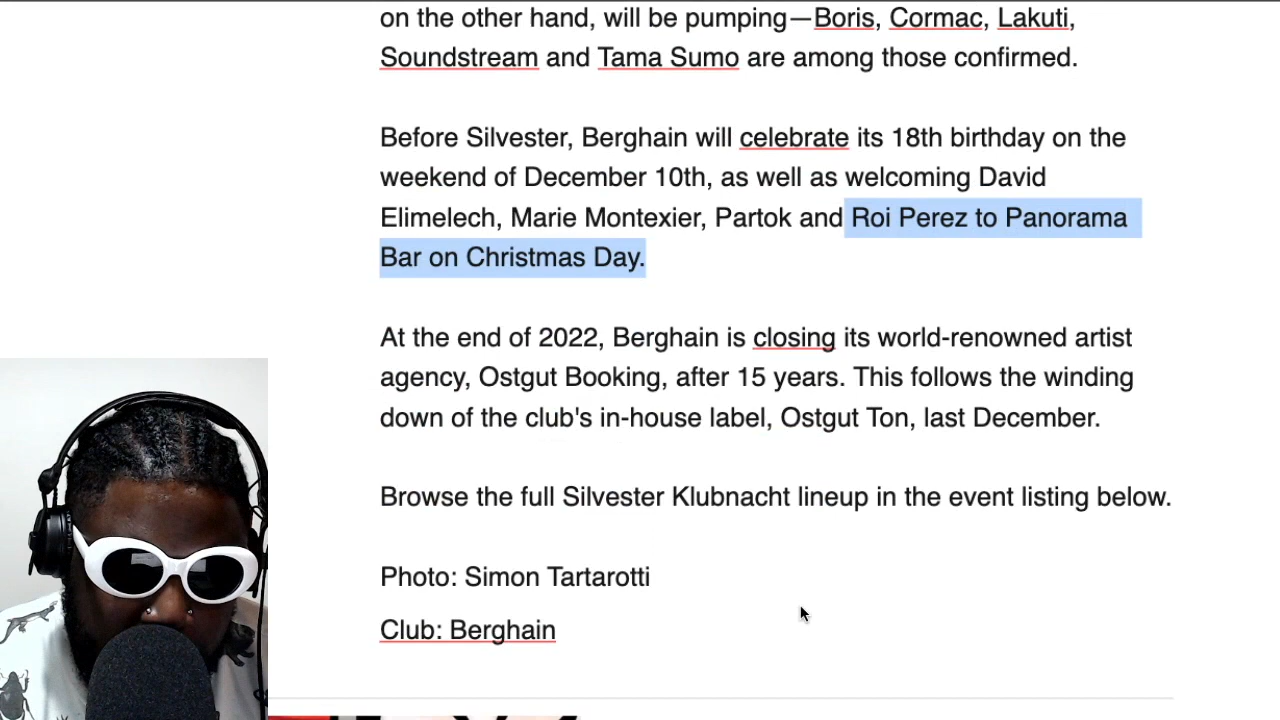 on the other hand, will be pumping—Boris, Cormac, Lakuti,
Soundstream and Tama Sumo are among those confirmed.
Before Silvester, Berghain will celebrate its 18th birthday on the
weekend of December 10th, as well as welcoming David
Elimelech, Marie Montexier, Partok and Roi Perez to Panorama
Bar on Christmas Day.
At the end of 2022, Berghain is closing its world-renowned artist
agency, Ostgut Booking, after 15 years. This follows the winding
down of the club's in-house label, Ostgut Ton, last December.
Browse the full Silvester Klubnacht lineup in the event listing below.
Photo: Simon Tartarotti
Club: Berghain